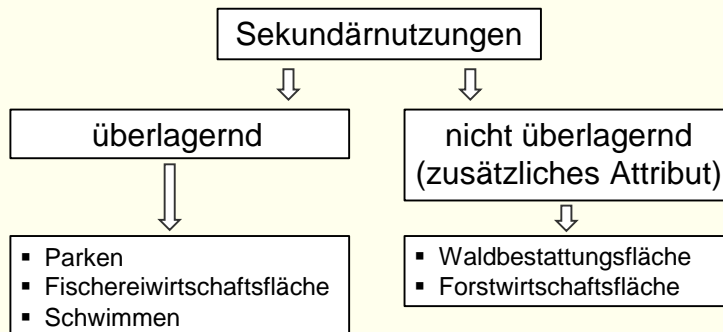 Sekundärnutzungen
überlagernd
nicht überlagernd
(zusätzliches Attribut)
▪ Parken
▪ Fischereiwirtschaftsfläche
▪ Schwimmen
▪ Waldbestattungsfläche
▪ Forstwirtschaftsfläche